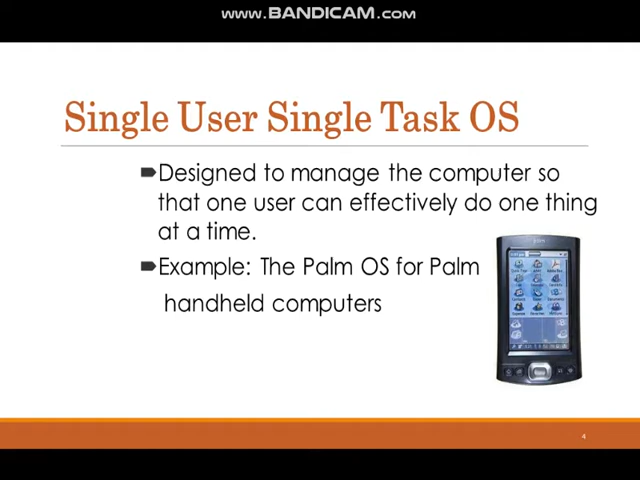 www.BANDICAM.com
Single User Single Task OS
Designed to manage the computer so
that one user can effectively do one thing
at a time.
Example: The Palm OS for Palm
handheld computers
palm
4